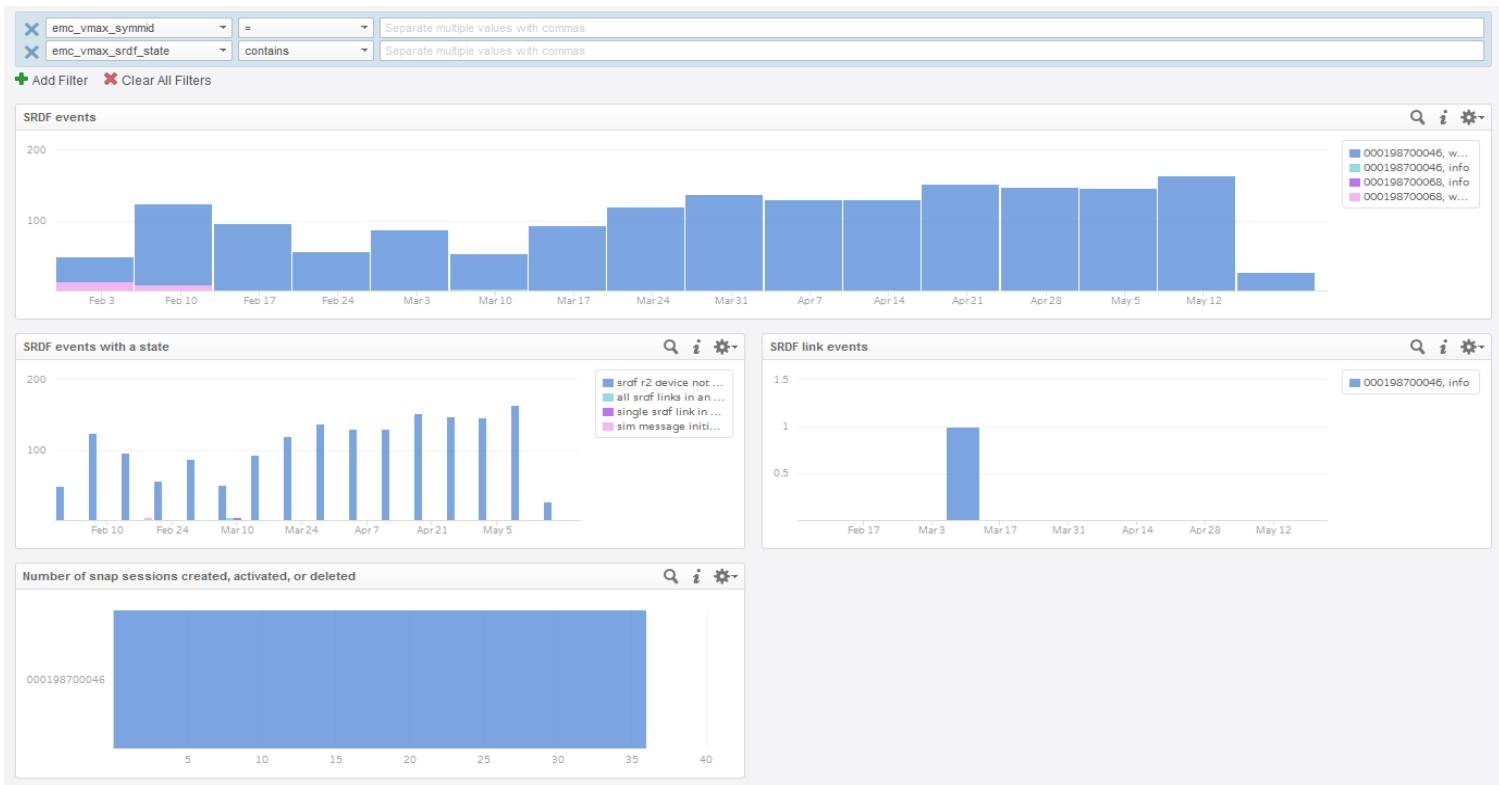 emc_vmax_symmid = Separate multiple values with commas
emc_vmax_srdf_state contains Separate multiple values with commas
Add Filter Clear All Filters
SRDF events
200
100
Feb 3 Feb 10 Feb 17 Feb 24 Mar 3 Mar 10 Mar 17 Mar 24 Mar 31 Apr 7 Apr 14 Apr 21 Apr 28 May 5 May 12
000198700046, w...
000198700046, info
000198700068, info
000198700068, w...
SRDF events with a state
200
100
Feb 10 Feb 24 Mar 10 Mar 24 Apr 7 Apr 21 May 5
srdf r2 device not ...
all srdf links in an ...
single srdf link in ...
sim message initi...
SRDF link events
1.5
1
0.5
Feb 17 Mar 3 Mar 17 Mar 31 Apr 14 Apr 28 May 12
000198700046, info
Number of snap sessions created, activated, or deleted
000198700046
5 10 15 20 25 30 35 40